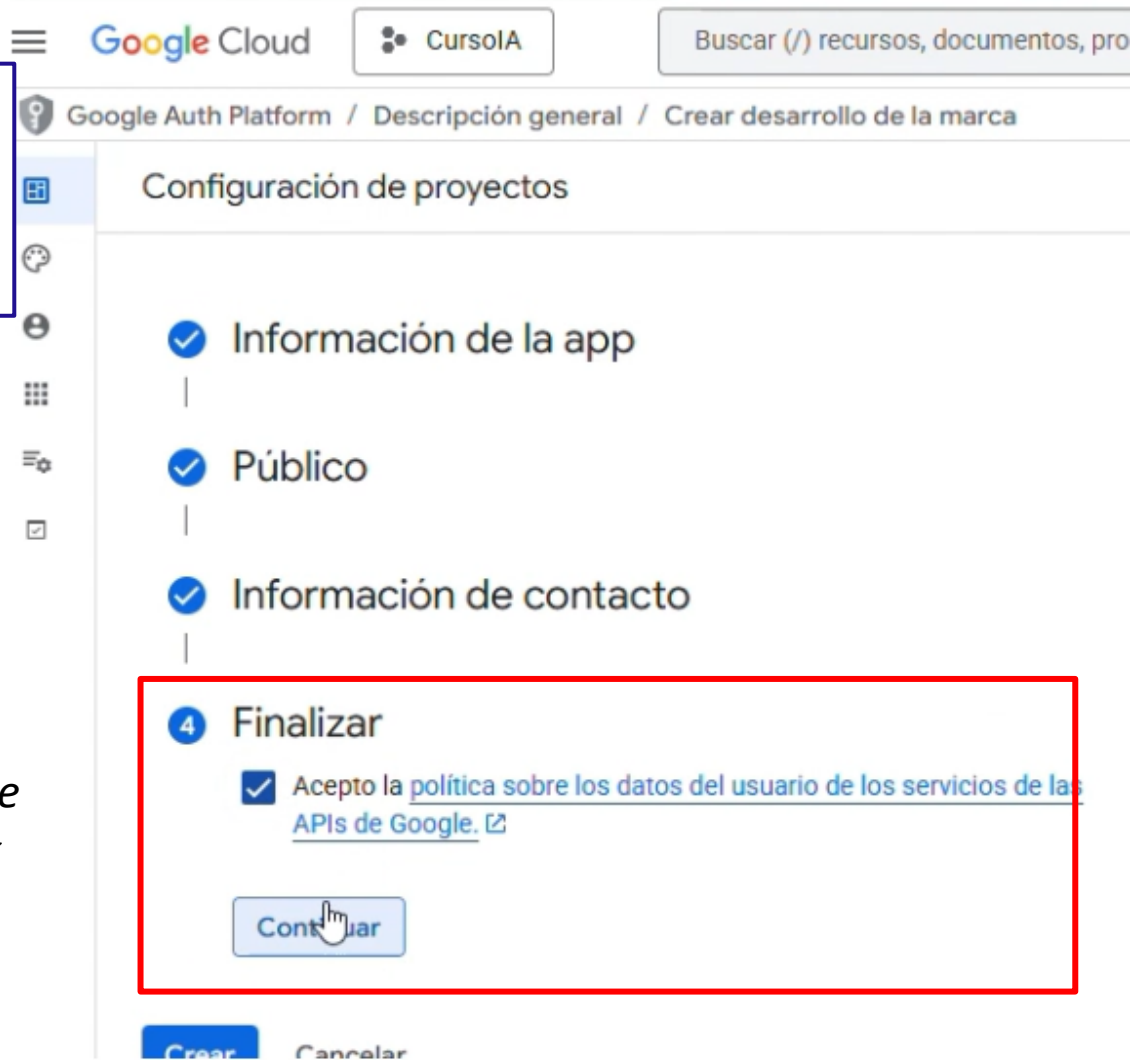 Google Cloud
CursoIA
Buscar (/) recursos, documentos, pro
Google Auth Platform / Descripción general / Crear desarrollo de la marca
Configuración de proyectos
Información de la app
Público
Información de contacto
4 Finalizar
Acepto la política sobre los datos del usuario de los servicios de las
APIs de Google.
e
Continuar
Crear Cancelar